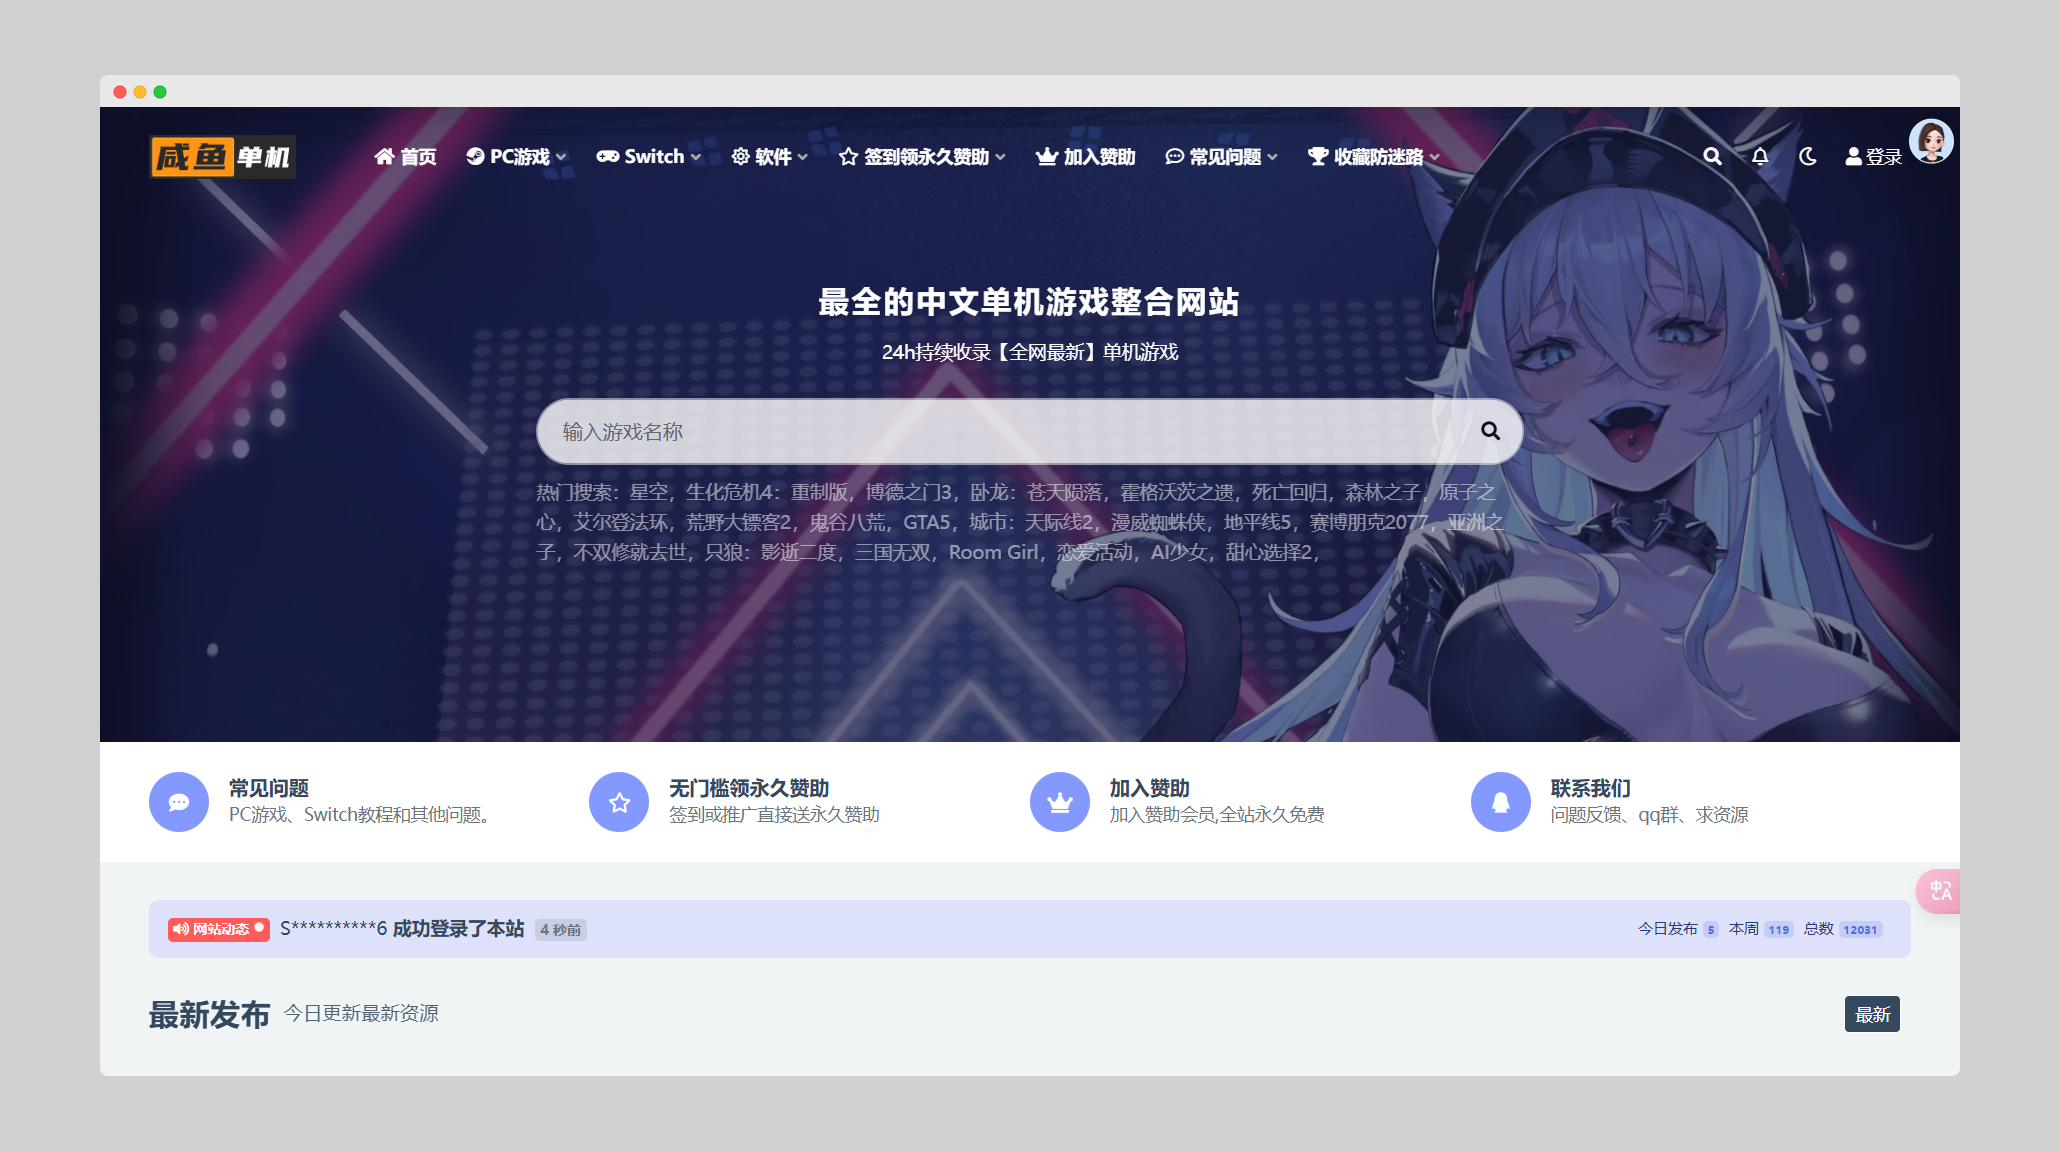 咸鱼单机
首页 PC游戏 Switch 软件 签到领永久赞助 加入赞助 常见问题 收藏防迷路 登录
最全的中文单机游戏整合网站
24h持续收录【全网最新】单机游戏
输入游戏名称
热门搜索：星空，生化危机4：重制版，博德之门3，卧龙：苍天陨落，霍格沃茨之遗，死亡回归，森林之子，原子之
心，艾尔登法环，荒野大镖客2，鬼谷八荒，GTA5，城市：天际线2，漫威蜘蛛侠，地平线5，赛博朋克2077，亚洲之
子，不双修就去世，只狼：影逝二度，三国无双，Room Girl，恋爱活动，AI少女，甜心选择2，
常见问题
PC游戏、Switch教程和其他问题。
无门槛领永久赞助
签到或推广直接送永久赞助
加入赞助
加入赞助会员,全站永久免费
联系我们
问题反馈、qq群、求资源
中A
网站动态 S**********6 成功登录了本站 4 秒前 今日发布 5 本周 119 总数 12031
最新发布 今日更新最新资源 最新